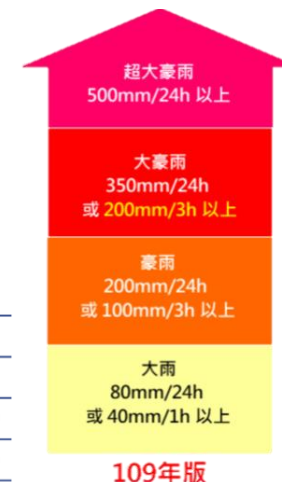 超大豪雨
500mm/24h 以上
大豪雨
350mm/24h
或 200mm/3h 以上
豪雨
200mm/24h
或 100mm/3h 以上
大雨
80mm/24h
或 40mm/1h 以上
109年版